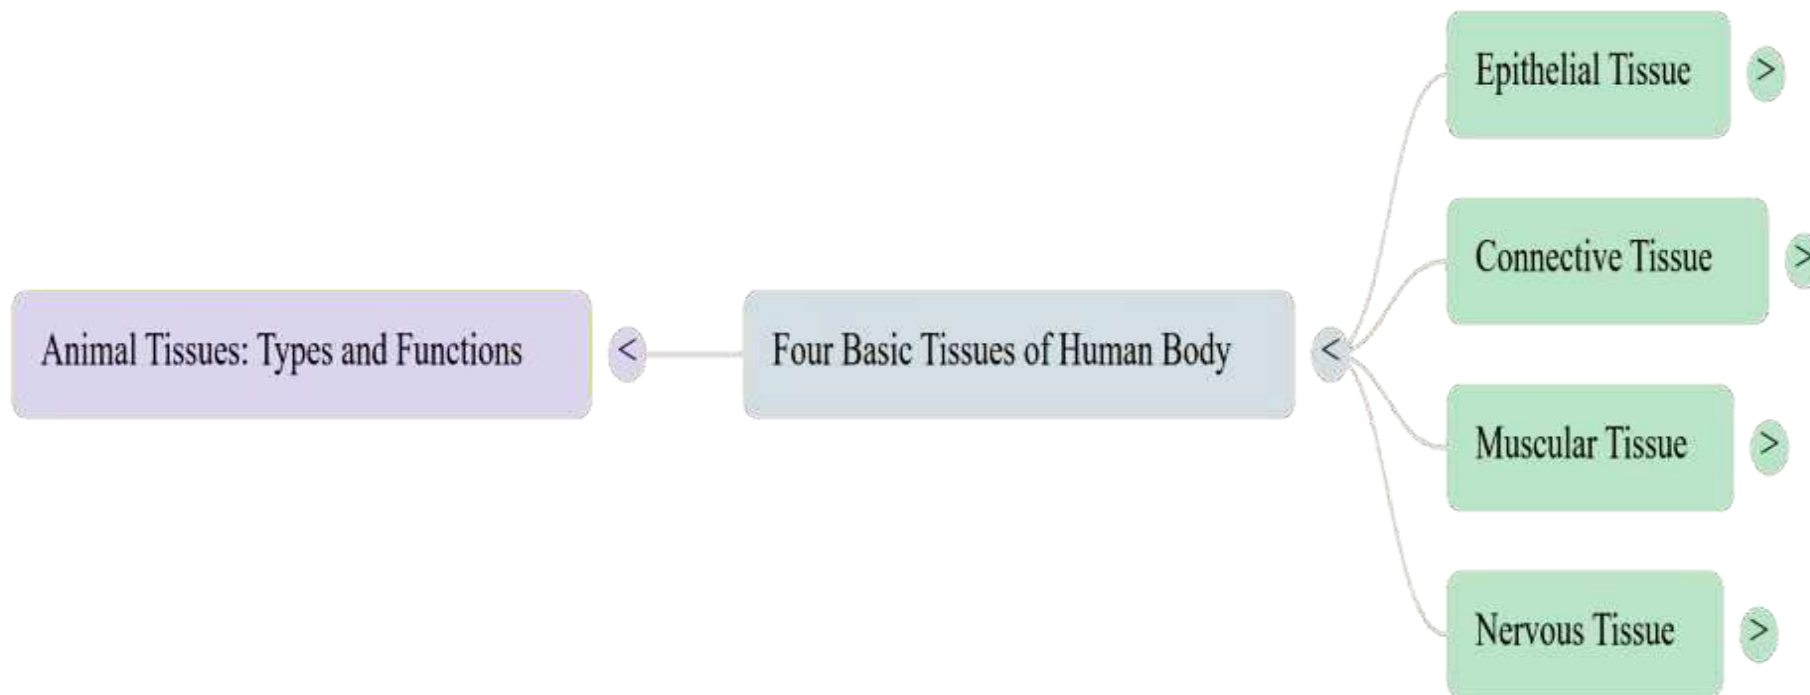 Epithelial Tissue >
Connective Tissue >
Animal Tissues: Types and Functions < Four Basic Tissues of Human Body <
Muscular Tissue >
Nervous Tissue >